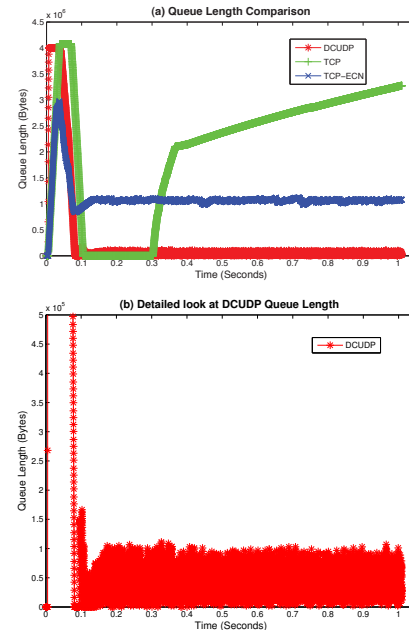 (a) Queue Length Comparison
x 10⁶
4.5
4
3.5
3
2.5
2
1.5
1
0.5
0
Queue Length (Bytes)
DCUDP
TCP
TCP−ECN
0 0.1 0.2 0.3 0.4 0.5 0.6 0.7 0.8 0.9 1
Time (Seconds)
(b) Detailed look at DCUDP Queue Length
x 10⁵
5
4.5
4
3.5
3
2.5
2
1.5
1
0.5
0
Queue Length (Bytes)
DCUDP
0 0.1 0.2 0.3 0.4 0.5 0.6 0.7 0.8 0.9 1
Time (Seconds)